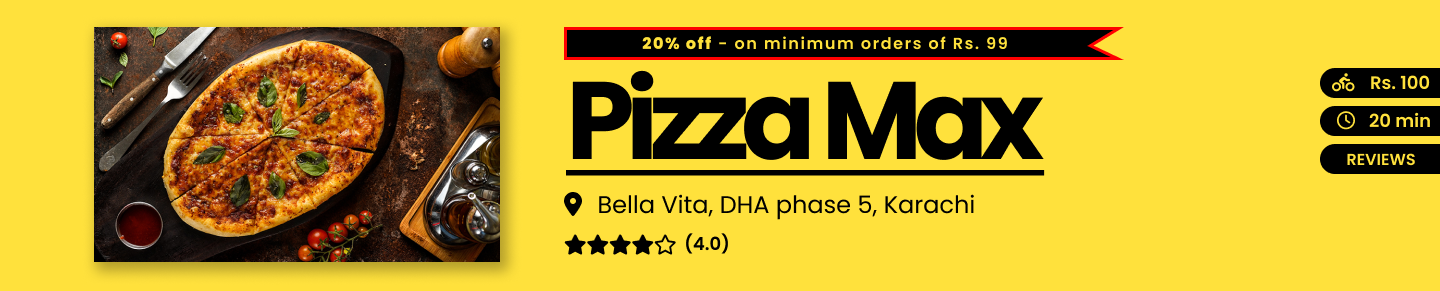 20% off - on minimum orders of Rs. 99
Pizza Max
Bella Vita, DHA phase 5, Karachi
(4.0)
Rs. 100
20 min
REVIEWS